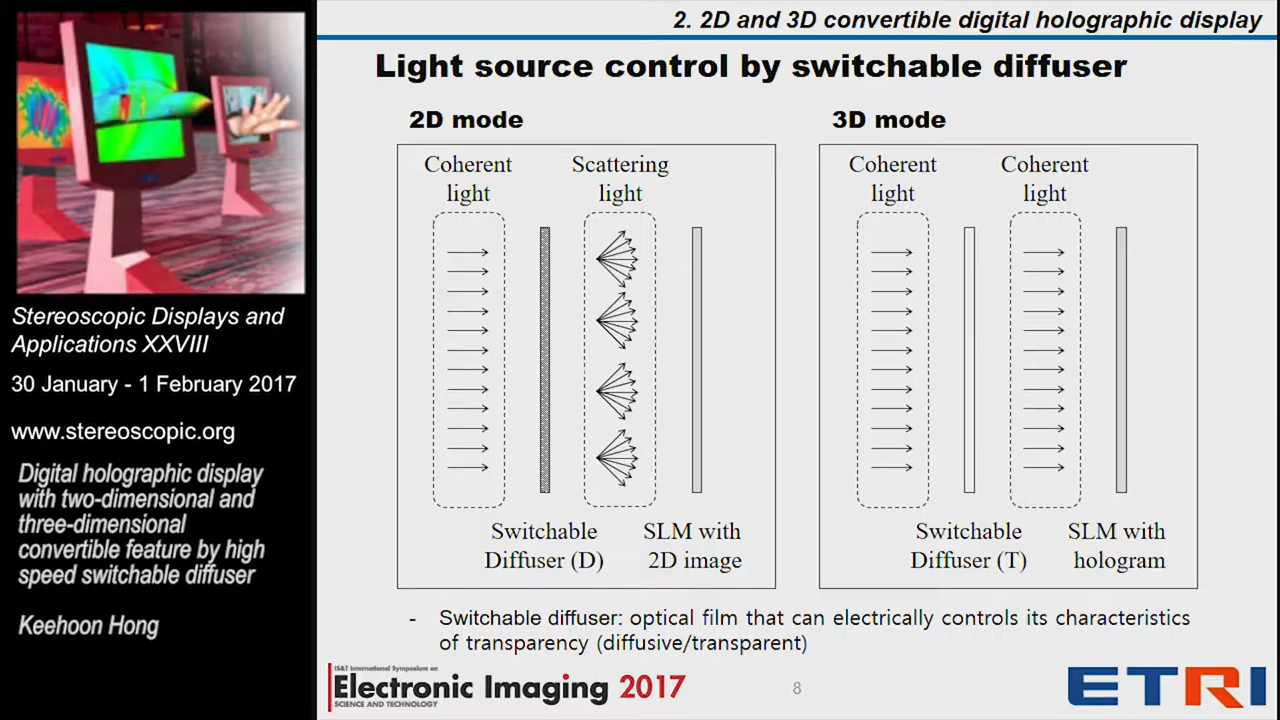 Stereoscopic Displays and
Applications XXVIII
30 January - 1 February 2017
www.stereoscopic.org
Digital holographic display
with two-dimensional and
three-dimensional
convertible feature by high
speed switchable diffuser
Keehoon Hong
2. 2D and 3D convertible digital holographic display
Light source control by switchable diffuser
2D mode
Coherent
light
Scattering
light
Switchable
Diffuser (D)
SLM with
2D image
3D mode
Coherent
light
Coherent
light
Switchable
Diffuser (T)
SLM with
hologram
- Switchable diffuser: optical film that can electrically controls its characteristics
of transparency (diffusive/transparent)
IS&T International Symposium on
Electronic Imaging 2017
SCIENCE AND TECHNOLOGY
8
ETRI